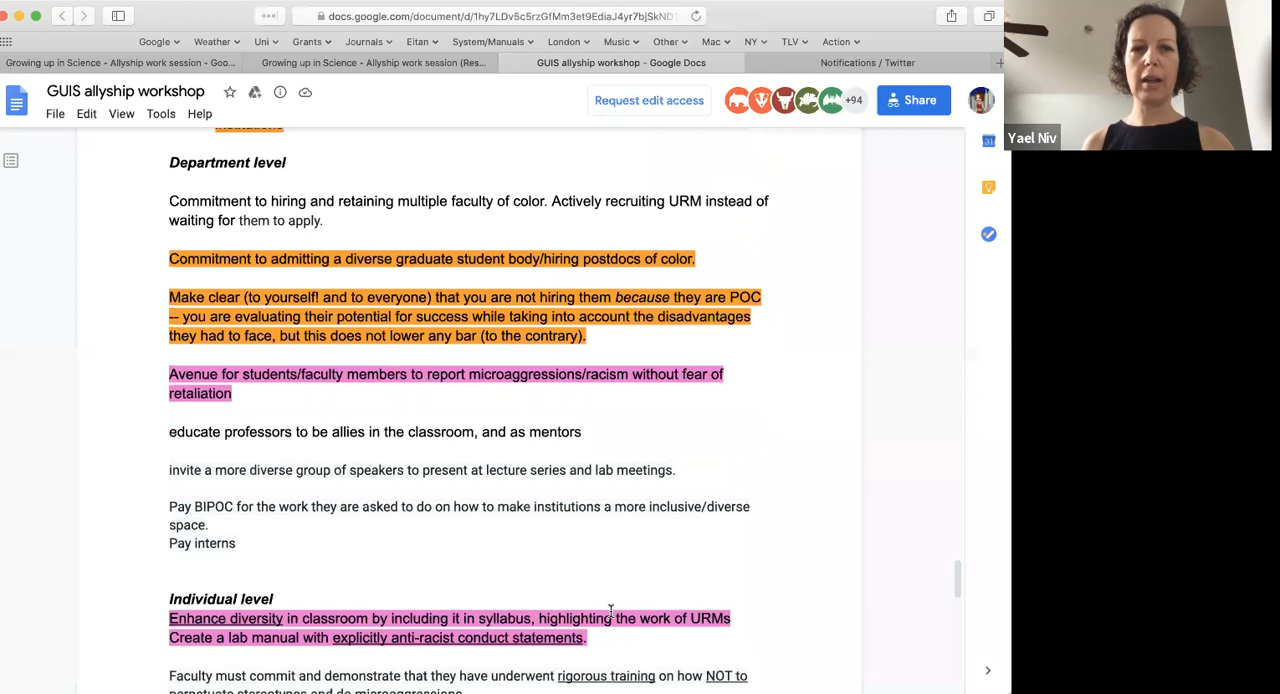 docs.google.com/document/d/1hy7LDv5c5rzGfMm3et9EdiaJ4yr7bjSkND
Google Weather Uni Grants Journals Eitan System/Manuals London Music Other Mac NY TLV Action
Growing up in Science - Allyship work session - Goo...
Growing up in Science - Allyship work session (Res...
GUIS allyship workshop - Google Docs
Notifications / Twitter
GUIS allyship workshop
Request edit access
+94
Share
File Edit View Tools Help
Yael Niv
31
institutions
Department level
Commitment to hiring and retaining multiple faculty of color. Actively recruiting URM instead of
waiting for them to apply.
Commitment to admitting a diverse graduate student body/hiring postdocs of color.
Make clear (to yourself! and to everyone) that you are not hiring them because they are POC
-- you are evaluating their potential for success while taking into account the disadvantages
they had to face, but this does not lower any bar (to the contrary).
Avenue for students/faculty members to report microaggressions/racism without fear of
retaliation
educate professors to be allies in the classroom, and as mentors
invite a more diverse group of speakers to present at lecture series and lab meetings.
Pay BIPOC for the work they are asked to do on how to make institutions a more inclusive/diverse
space.
Pay interns
Individual level
Enhance diversity in classroom by including it in syllabus, highlighting the work of URMs
Create a lab manual with explicitly anti-racist conduct statements.
Faculty must commit and demonstrate that they have underwent rigorous training on how NOT to
perpetuate stereotypes and do microaggressions